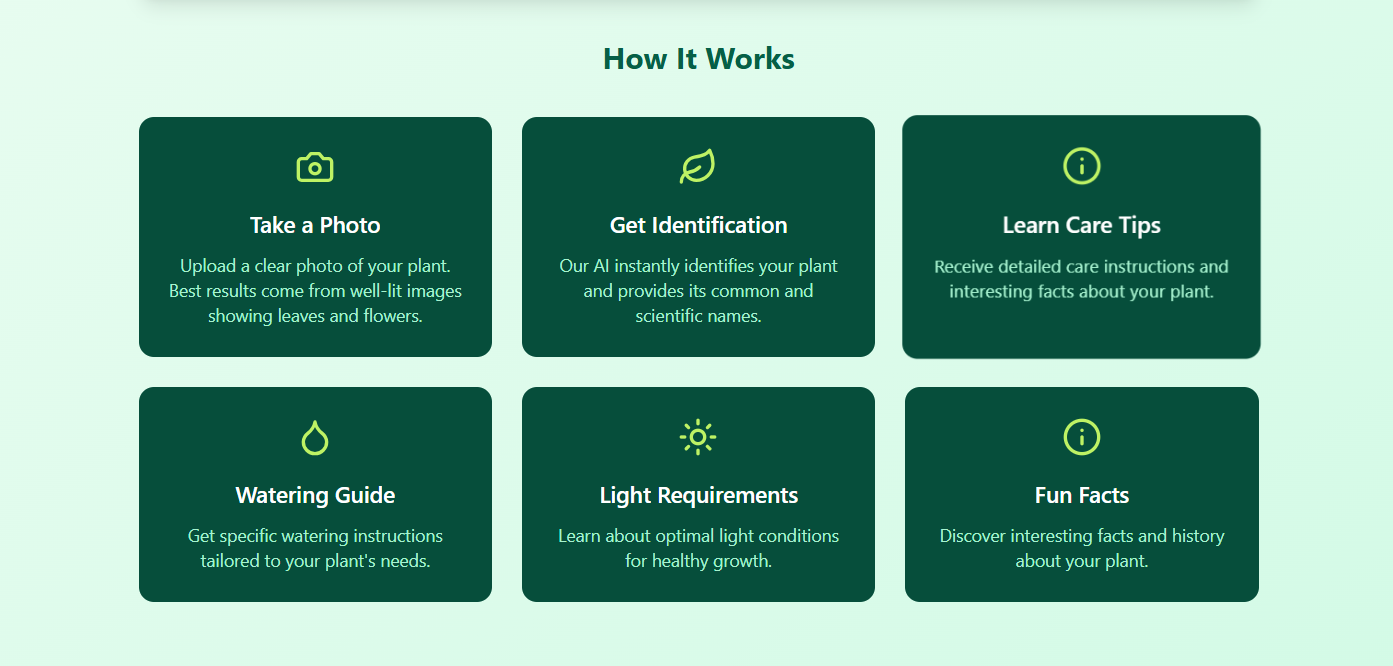 How It Works
Take a Photo
Upload a clear photo of your plant.
Best results come from well-lit images
showing leaves and flowers.
Get Identification
Our AI instantly identifies your plant
and provides its common and
scientific names.
Learn Care Tips
Receive detailed care instructions and
interesting facts about your plant.
Watering Guide
Get specific watering instructions
tailored to your plant's needs.
Light Requirements
Learn about optimal light conditions
for healthy growth.
Fun Facts
Discover interesting facts and history
about your plant.